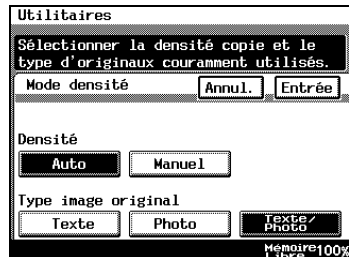 Utilitaires
Sélectionner la densité copie et le
type d'originaux couramment utilisés.
Mode densité Annul. Entrée
Densité
Auto Manuel
Type image original
Texte Photo Texte/
Photo
Mémoire
Libre 100%